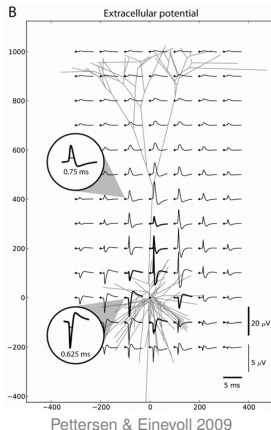 B
Extracellular potential
1000
800
600
400
200
0
−200
−400
0.75 ms
0.625 ms
20 μV
5 μV
5 ms
−400 −200 0 200 400
Pettersen & Einevoll 2009